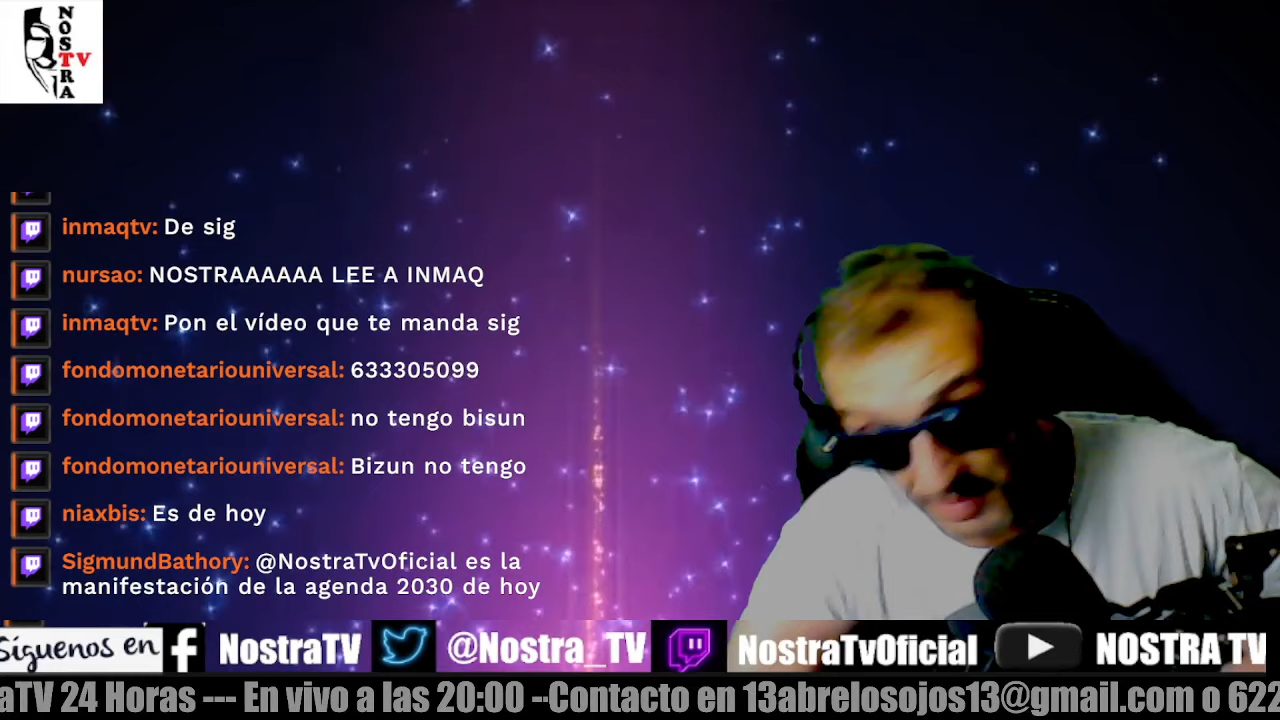 NOSTRA
TV
inmaqtv: De sig
nursao: NOSTRAAAAAA LEE A INMAQ
inmaqtv: Pon el vídeo que te manda sig
fondomonetariouniversal: 633305099
fondomonetariouniversal: no tengo bisun
fondomonetariouniversal: Bizun no tengo
niaxbis: Es de hoy
SigmundBathory: @NostraTvOficial es la
manifestación de la agenda 2030 de hoy
Síguenos en NostraTV @Nostra_TV NostraTvOficial NOSTRA TV
aTV 24 Horas --- En vivo a las 20:00 -Contacto en 13abrelosojos13@gmail.com o 622